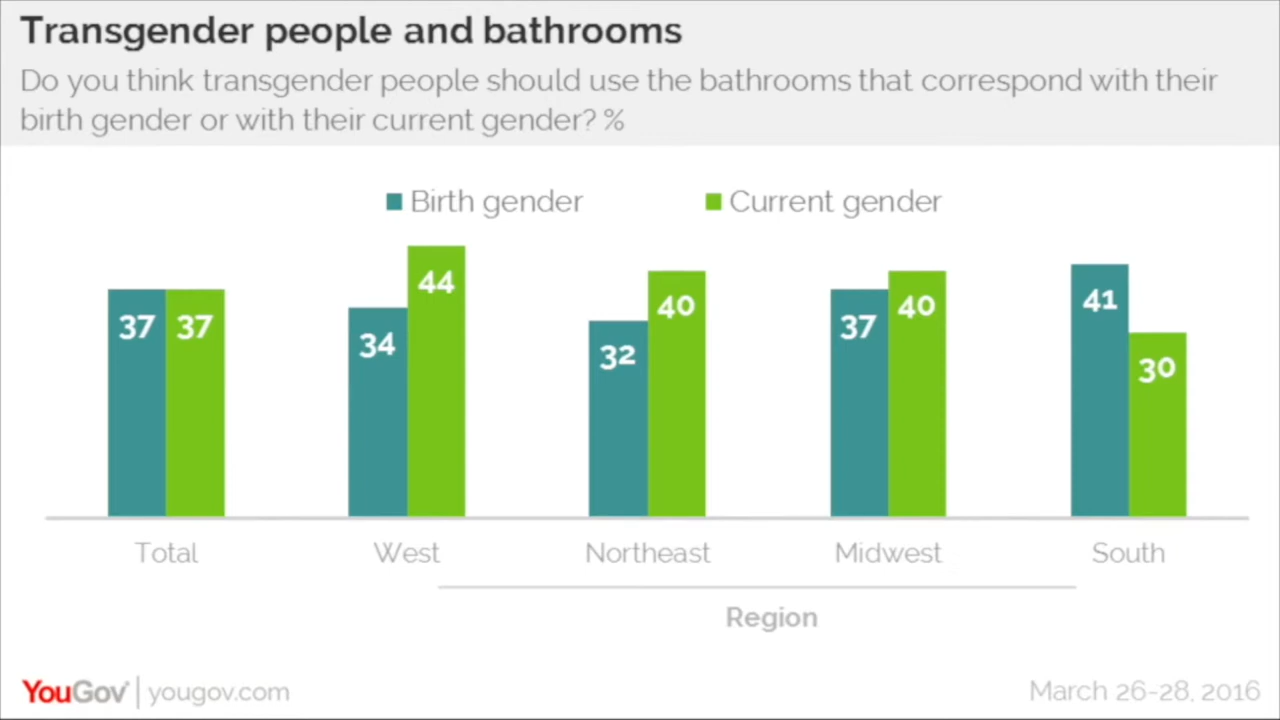 Transgender people and bathrooms
Do you think transgender people should use the bathrooms that correspond with their
birth gender or with their current gender? %
Birth gender
Current gender
37 37
34 44
32 40
37 40
41 30
Total
West
Northeast
Midwest
South
Region
YouGov | yougov.com
March 26-28, 2016